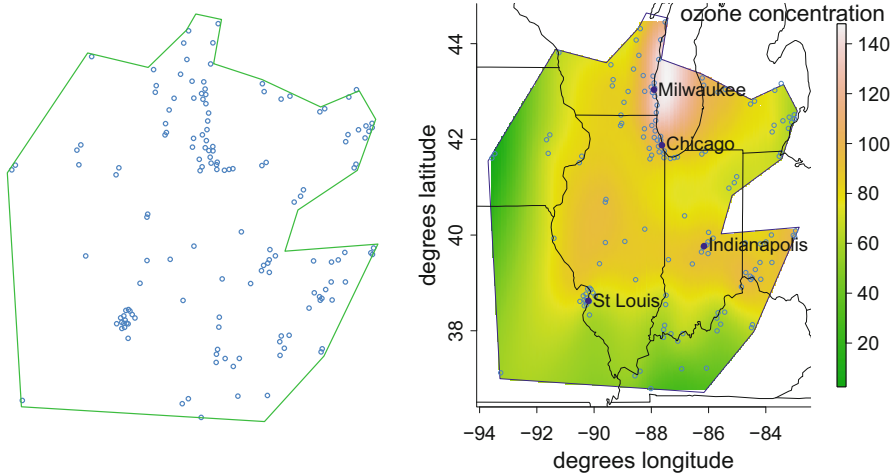 ozone concentration
44
42
40
38
degrees latitude
Milwaukee
Chicago
Indianapolis
St Louis
140
120
100
80
60
40
20
−94 −92 −90 −88 −86 −84
degrees longitude